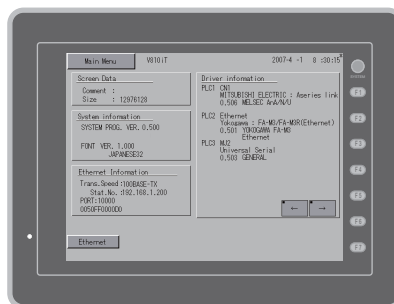 Main Menu V810iT 2007-4 -1 8 :30:15
SYSTEM
Screen Data
Comment :
Size : 12976128
System information
SYSTEM PROG. VER. 0.500
FONT VER. 1.000
JAPANESE32
Ethernet Information
Trans.Speed :100BASE-TX
Stat.No. :192.168.1.200
PORT:10000
0050FF0000D0
Driver information
PLC1 CN1
MITSUBISHI ELECTRIC : Aseries link
0.506 MELSEC AnA/N/U
PLC2 Ethernet
Yokogawa : FA-M3/FA-M3R(Ethernet)
0.501 YOKOGAWA FA-M3
Ethernet
PLC3 MJ2
Universal Serial
0.503 GENERAL
← →
Ethernet
F1
F2
F3
F4
F5
F6
F7